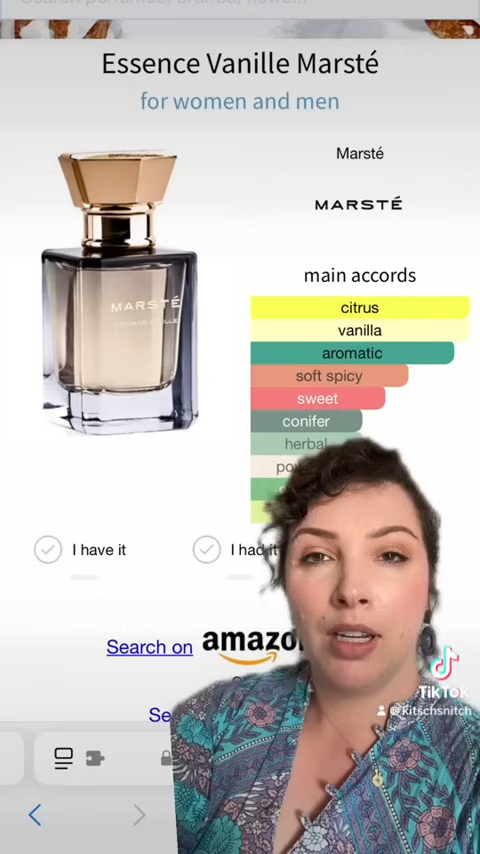 Essence Vanille Marsté
for women and men
Marsté
MARSTÉ
main accords
citrus
vanilla
MARSTÉ
aromatic
soft spicy
sweet
conifer
herbal
I have it
I had it
Search on amazo
TikTok
@kitschsnitch